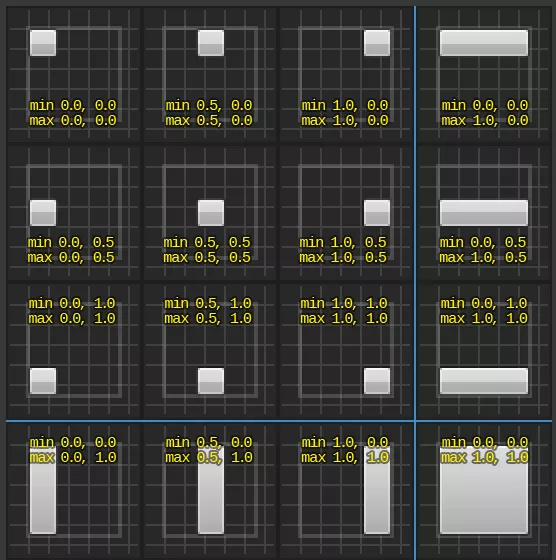 min 0.0, 0.0
max 0.0, 0.0
min 0.5, 0.0
max 0.5, 0.0
min 1.0, 0.0
max 1.0, 0.0
min 0.0, 0.0
max 1.0, 0.0
min 0.0, 0.5
max 0.0, 0.5
min 0.5, 0.5
max 0.5, 0.5
min 1.0, 0.5
max 1.0, 0.5
min 0.0, 0.5
max 1.0, 0.5
min 0.0, 1.0
max 0.0, 1.0
min 0.5, 1.0
max 0.5, 1.0
min 1.0, 1.0
max 1.0, 1.0
min 0.0, 1.0
max 1.0, 1.0
min 0.0, 0.0
max 0.0, 1.0
min 0.5, 0.0
max 0.5, 1.0
min 1.0, 0.0
max 1.0, 1.0
min 0.0, 0.0
max 1.0, 1.0